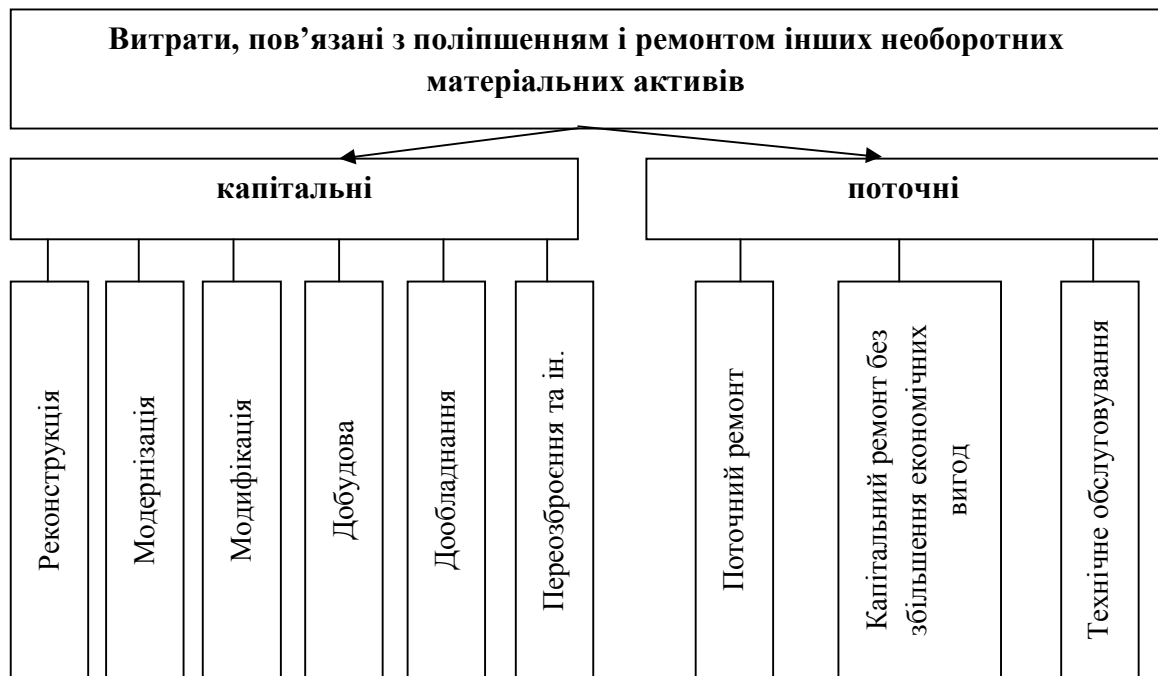 Витрати, пов’язані з поліпшенням і ремонтом інших необоротних
матеріальних активів
капітальні
поточні
Реконструкція
Модернізація
Модифікація
Добудова
Дообладнання
Переозброєння та ін.
Поточний ремонт
Капітальний ремонт без
збільшення економічних
вигод
Технічне обслуговування